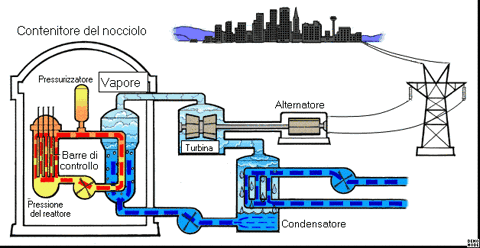 Contenitore del nocciolo
Pressurizzatore
Vapore
Alternatore
Turbina
Barre di
controllo
Pressione
del reattore
Condensatore